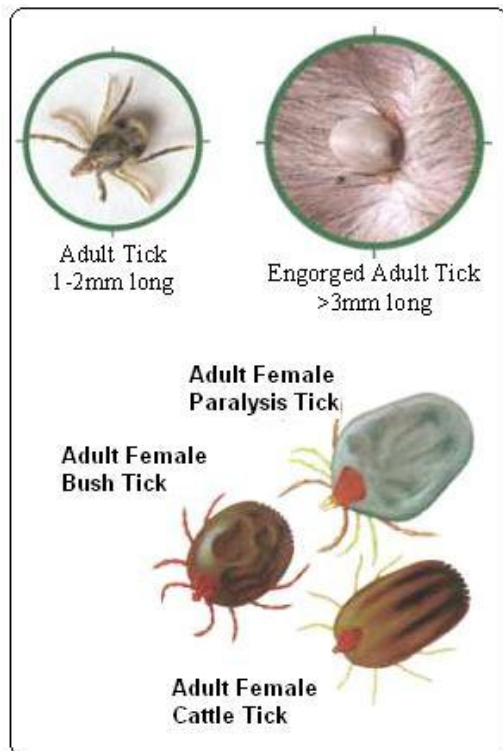 Adult Tick
1-2mm long
Engorged Adult Tick
>3mm long
Adult Female
Paralysis Tick
Adult Female
Bush Tick
Adult Female
Cattle Tick